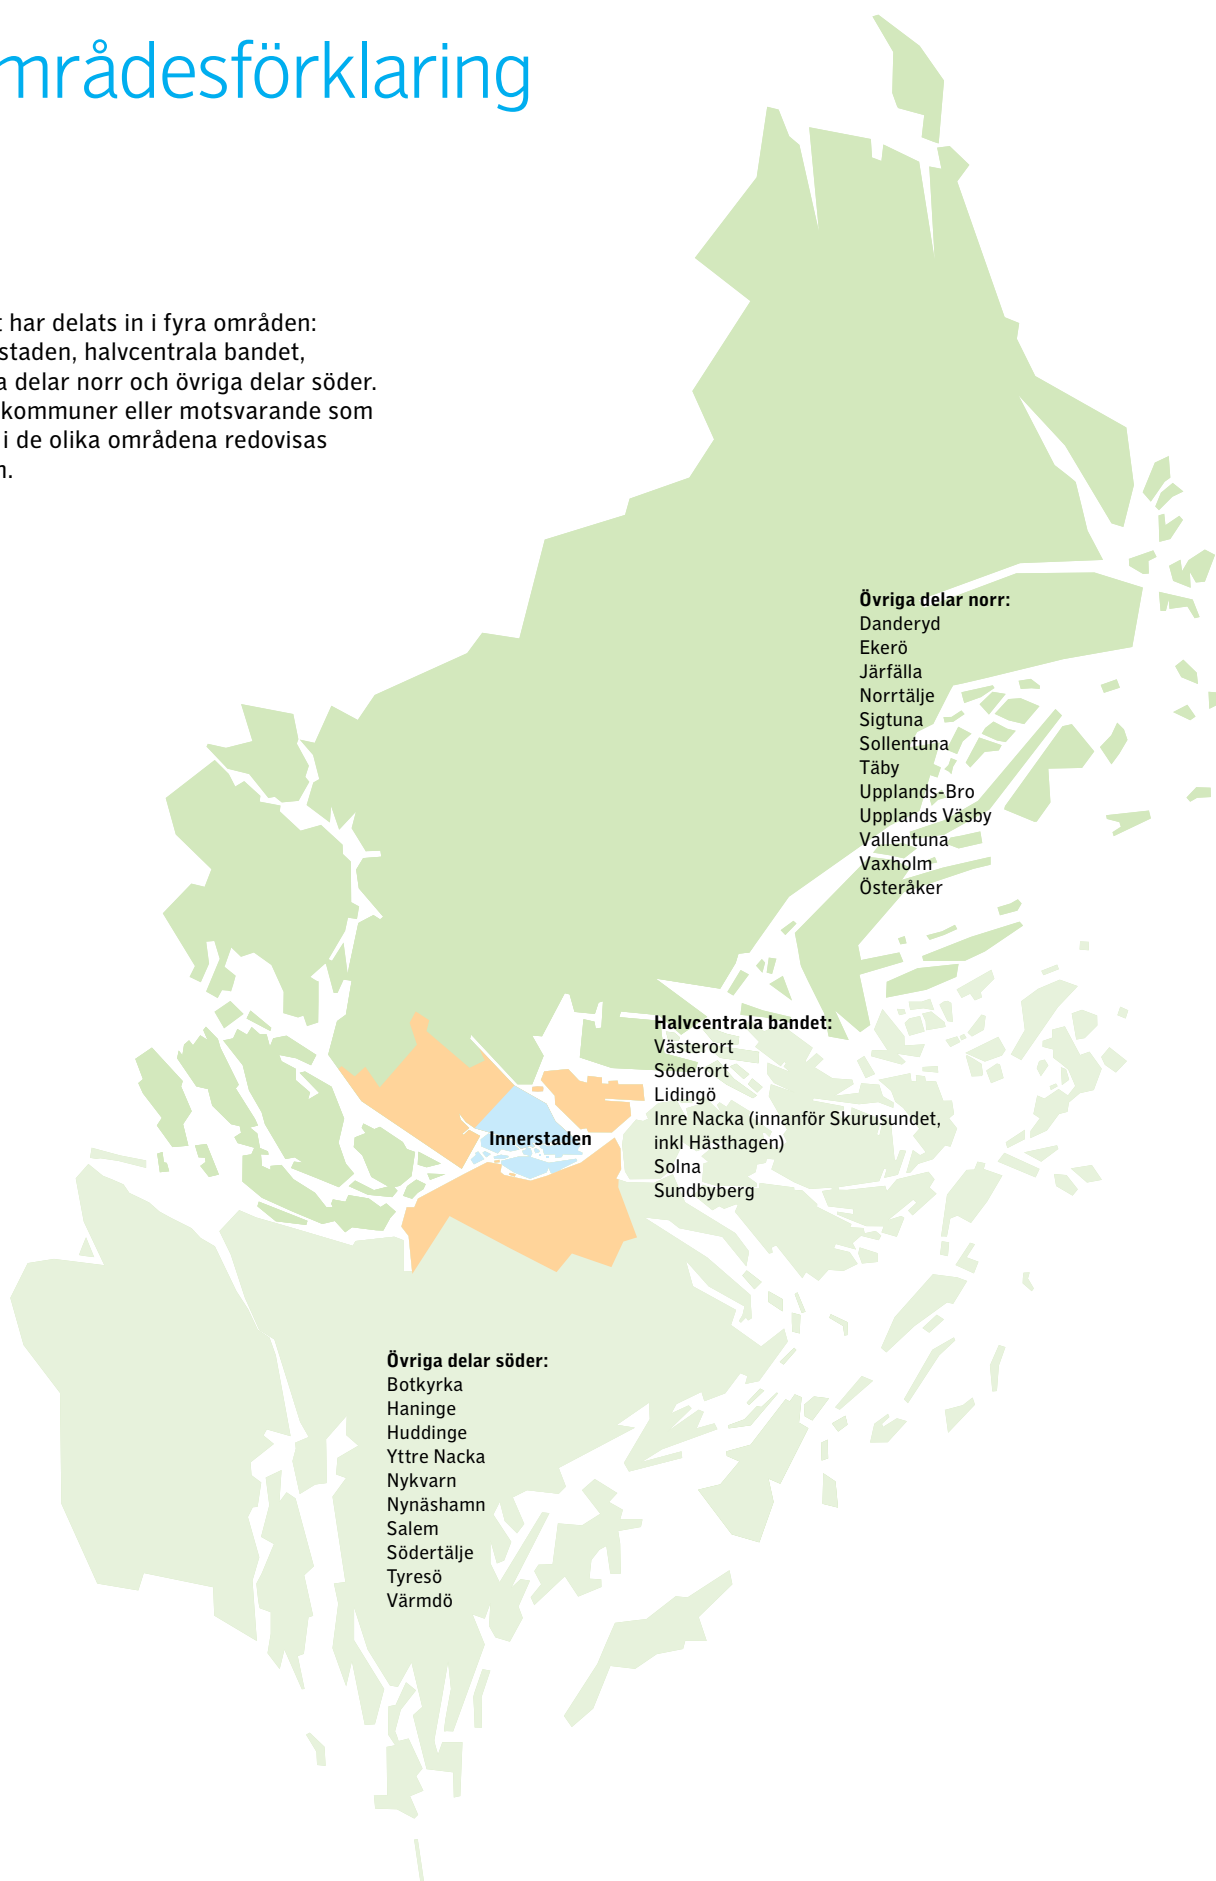 mrådesförklaring
t har delats in i fyra områden:
staden, halvcentrala bandet,
a delar norr och övriga delar söder.
kommuner eller motsvarande som
i de olika områdena redovisas
n.
Övriga delar norr:
Danderyd
Ekerö
Järfälla
Norrtälje
Sigtuna
Sollentuna
Täby
Upplands-Bro
Upplands Väsby
Vallentuna
Vaxholm
Österåker
Halvcentrala bandet:
Västerort
Söderort
Lidingö
Inre Nacka (innanför Skurusundet,
inkl Hästhagen)
Solna
Sundbyberg
Innerstaden
Övriga delar söder:
Botkyrka
Haninge
Huddinge
Yttre Nacka
Nykvarn
Nynäshamn
Salem
Södertälje
Tyresö
Värmdö